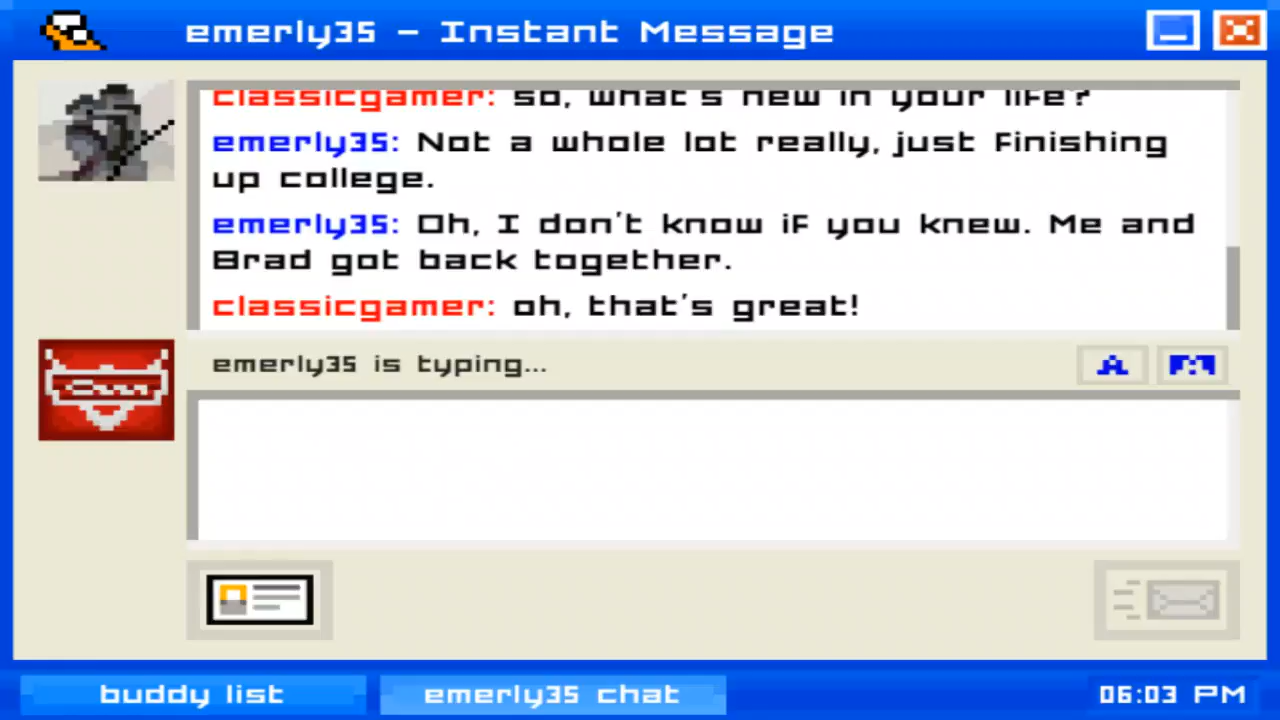 emerly35 - Instant Message
classicgamer: so, what's new in your life?
emerly35: Not a whole lot really, just finishing
up college.
emerly35: Oh, I don't know if you knew. Me and
Brad got back together.
classicgamer: oh, that's great!
emerly35 is typing...
A
buddy list
emerly35 chat
06:03 PM